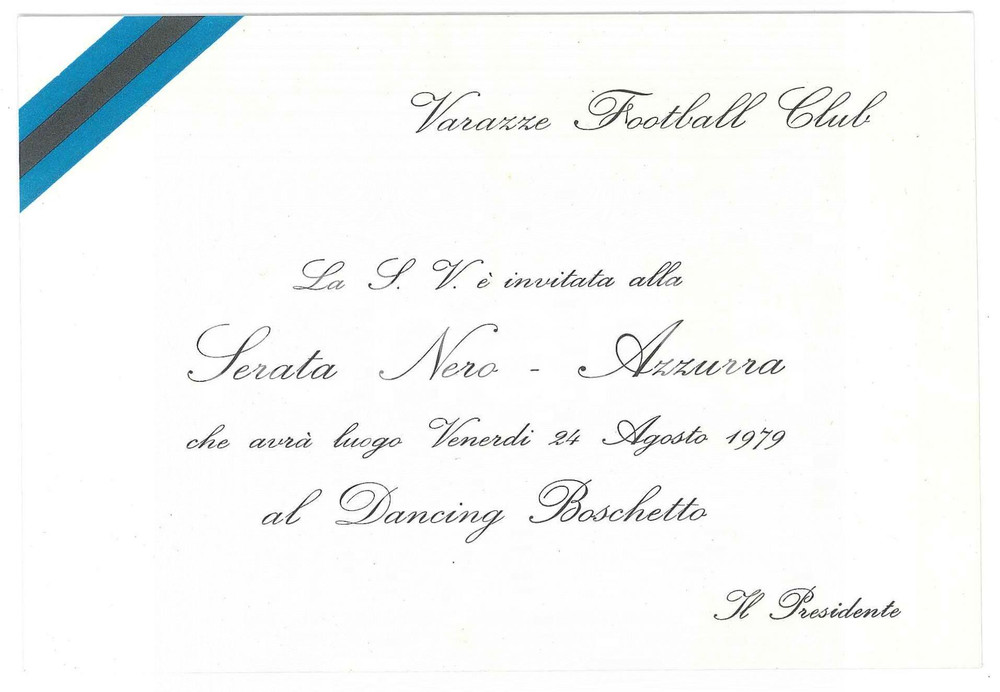 Varazze Football Club
La S. V. è invitata alla
Serata Nero - Azzurra
che avrà luogo Venerdi 24 Agosto 1979
al Dancing Boschetto
Il Presidente